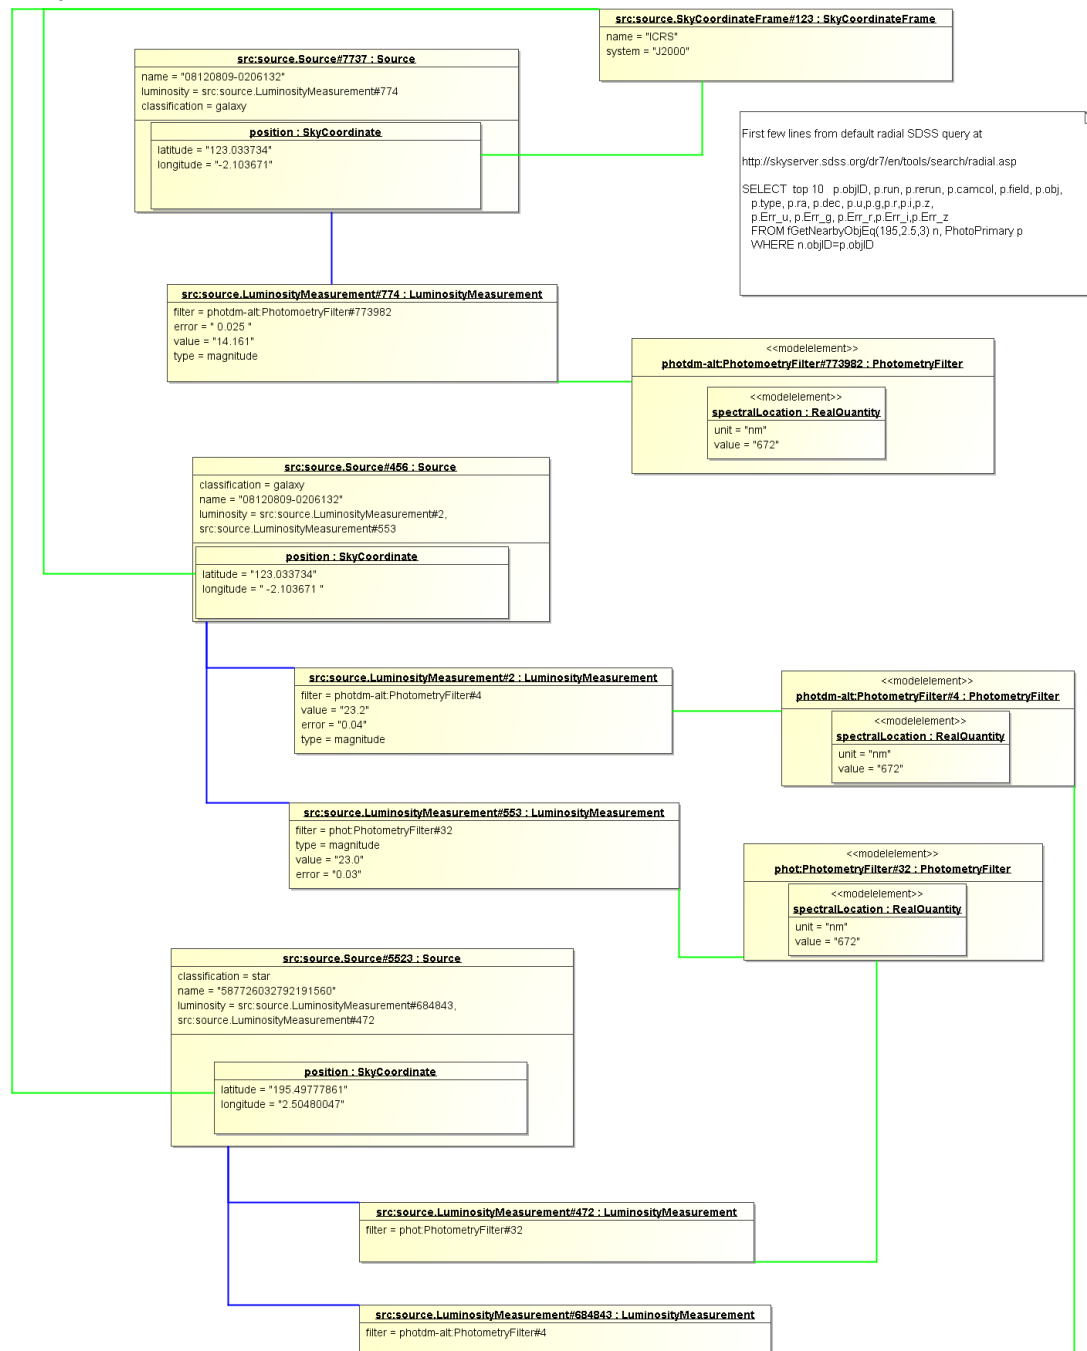 src:source.SkyCoordinateFrame#123 : SkyCoordinateFrame
name = "ICRS"
system = "J2000"
src:source.Source#7737 : Source
name = "08120809-0206132"
luminosity = src:source.LuminosityMeasurement#774
classification = galaxy
position : SkyCoordinate
latitude = "123.033734"
longitude = "-2.103671"
First few lines from default radial SDSS query at
http://skyserver.sdss.org/dr7/en/tools/search/radial.asp
SELECT top 10 p.objID, p.run, p.rerun, p.camcol, p.field, p.obj,
p.type, p.ra, p.dec, p.u,p.g,p.r,p.i,p.z,
p.Err_u, p.Err_g, p.Err_r,p.Err_i,p.Err_z
FROM fGetNearbyObjEq(195,2.5,3) n, PhotoPrimary p
WHERE n.objID=p.objID
src:source.LuminosityMeasurement#774 : LuminosityMeasurement
filter = photdm-alt:PhotomoetryFilter#773982
error = " 0.025 "
value = "14.161"
type = magnitude
<<modelelement>>
photdm-alt:PhotomoetryFilter#773982 : PhotometryFilter
<<modelelement>>
spectralLocation : RealQuantity
unit = "nm"
value = "672"
src:source.Source#456 : Source
classification = galaxy
name = "08120809-0206132"
luminosity = src:source.LuminosityMeasurement#2,
src:source.LuminosityMeasurement#553
position : SkyCoordinate
latitude = "123.033734"
longitude = " -2.103671 "
src:source.LuminosityMeasurement#2 : LuminosityMeasurement
filter = photdm-alt:PhotometryFilter#4
value = "23.2"
error = "0.04"
type = magnitude
<<modelelement>>
photdm-alt:PhotometryFilter#4 : PhotometryFilter
<<modelelement>>
spectralLocation : RealQuantity
unit = "nm"
value = "672"
src:source.LuminosityMeasurement#553 : LuminosityMeasurement
filter = phot:PhotometryFilter#32
type = magnitude
value = "23.0"
error = "0.03"
<<modelelement>>
phot:PhotometryFilter#32 : PhotometryFilter
<<modelelement>>
spectralLocation : RealQuantity
unit = "nm"
value = "672"
src:source.Source#5523 : Source
classification = star
name = "587726032792191560"
luminosity = src:source.LuminosityMeasurement#684843,
src:source.LuminosityMeasurement#472
position : SkyCoordinate
latitude = "195.49777861"
longitude = "2.50480047"
src:source.LuminosityMeasurement#472 : LuminosityMeasurement
filter = phot:PhotometryFilter#32
src:source.LuminosityMeasurement#684843 : LuminosityMeasurement
filter = photdm-alt:PhotometryFilter#4